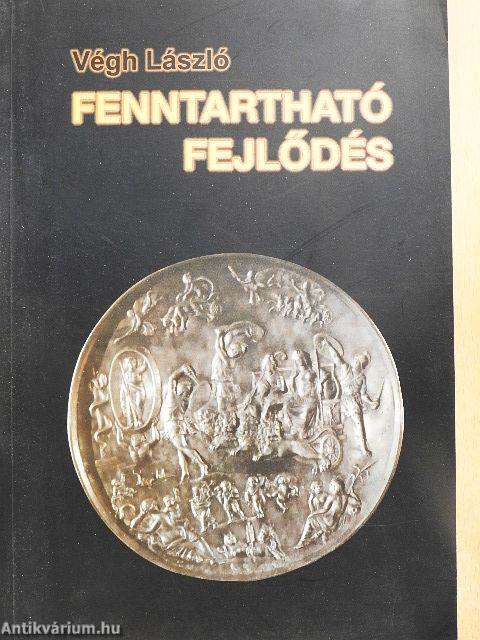 Végh László
FENNTARTHATÓ
FEJLŐDÉS
Antikvárium.hu